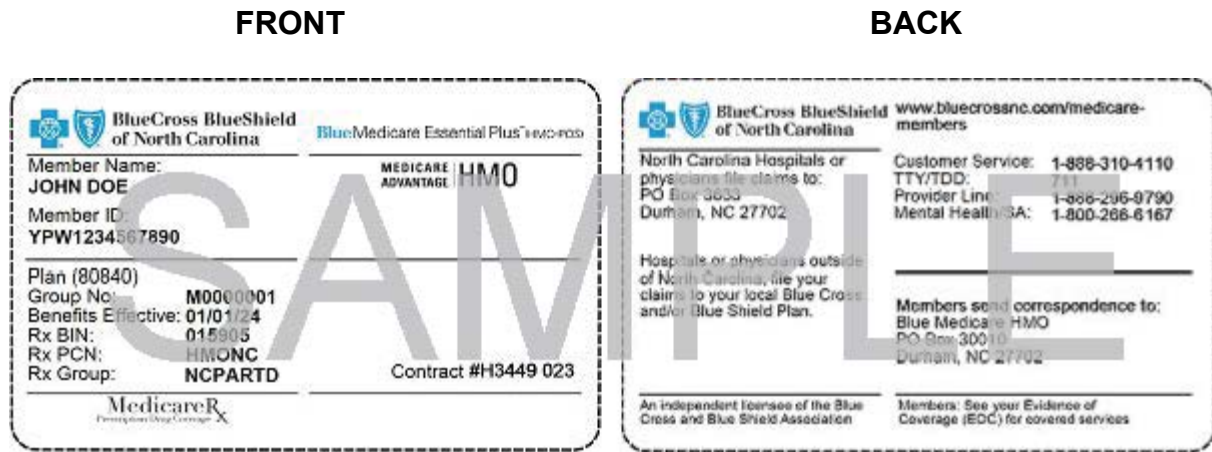 FRONT
BACK
BlueCross BlueShield
of North Carolina
BlueMedicare Essential Plus℠ HMO-POS
Member Name:
JOHN DOE
MEDICARE
ADVANTAGE HMO
Member ID:
YPW1234567890
Plan (80840)
Group No: M0000001
Benefits Effective: 01/01/24
Rx BIN: 015905
Rx PCN: HMONC
Rx Group: NCPARTD
Contract #H3449 023
MedicareRx
Prescription Drug Coverage
BlueCross BlueShield
of North Carolina
www.bluecrossnc.com/medicare-
members
North Carolina Hospitals or
physicians file claims to:
PO Box 3633
Durham, NC 27702
Customer Service: 1-888-310-4110
TTY/TDD: 711
Provider Line: 1-888-296-9790
Mental Health/SA: 1-800-266-6167
Hospitals or physicians outside
of North Carolina, file your
claims to your local Blue Cross
and/or Blue Shield Plan.
Members send correspondence to:
Blue Medicare HMO
PO Box 30010
Durham, NC 27702
An independent licensee of the Blue
Cross and Blue Shield Association
Members: See your Evidence of
Coverage (EOC) for covered services
SAMPLE